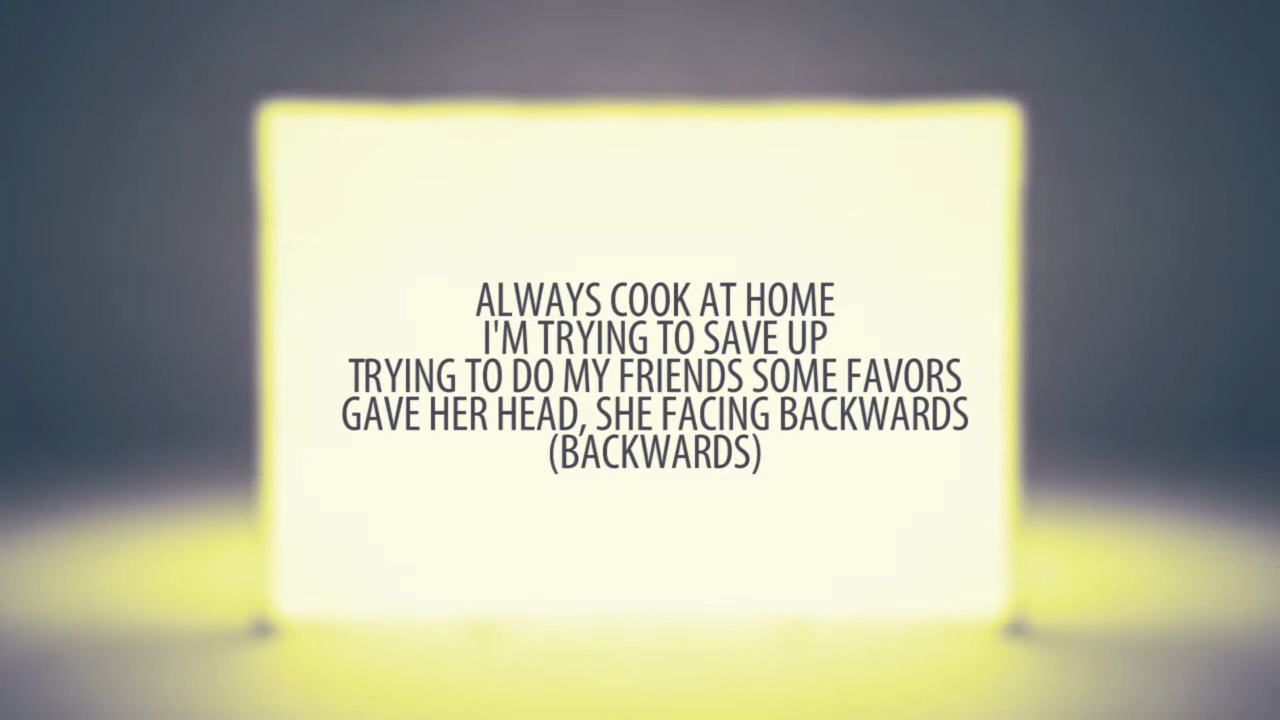 ALWAYS COOK AT HOME
I'M TRYING TO SAVE UP
TRYING TO DO MY FRIENDS SOME FAVORS
GAVE HER HEAD, SHE FACING BACKWARDS
(BACKWARDS)